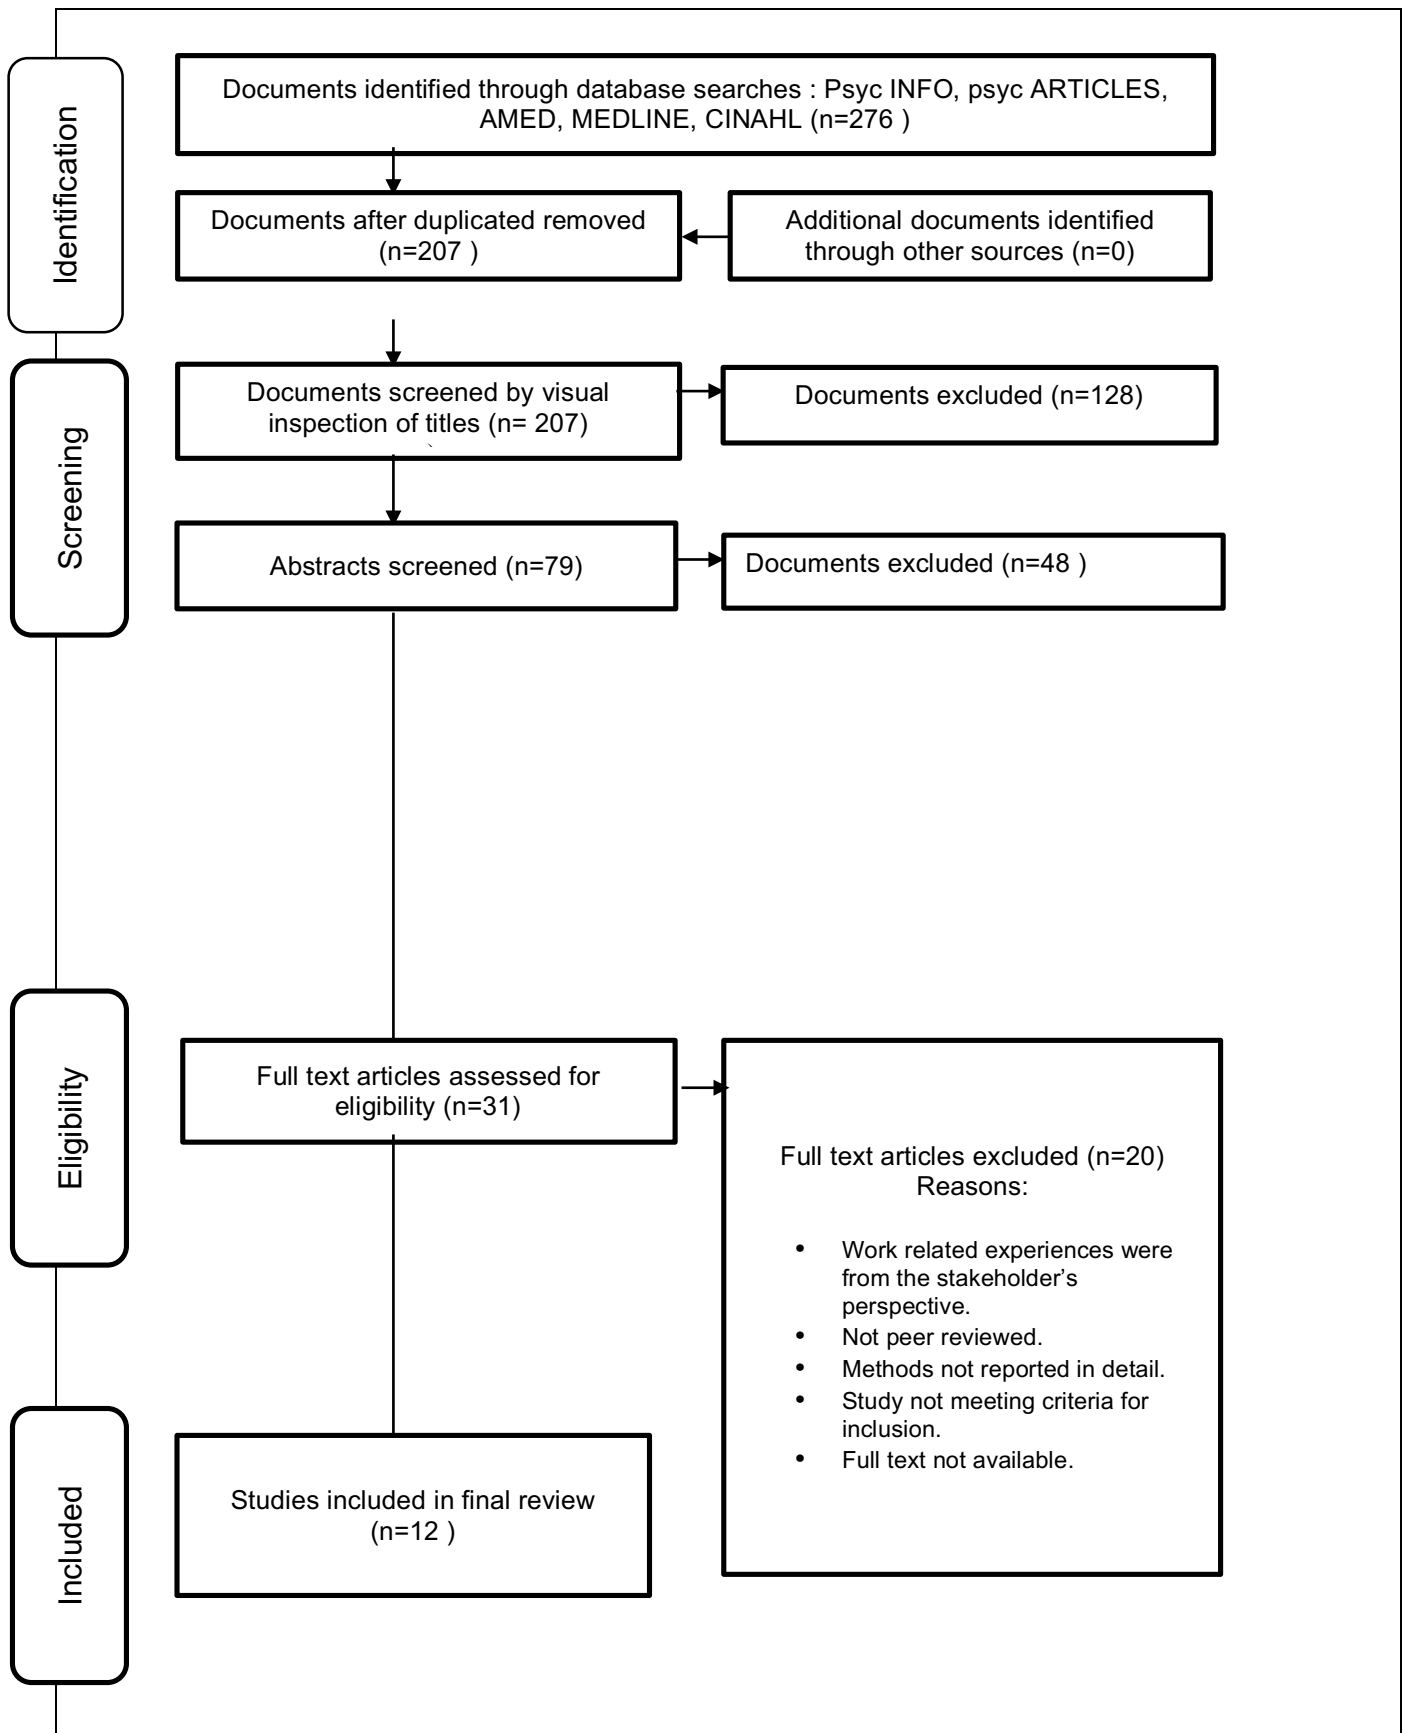 Identification
Documents identified through database searches : Psyc INFO, psyc ARTICLES,
AMED, MEDLINE, CINAHL (n=276 )
Documents after duplicated removed
(n=207 )
Additional documents identified
through other sources (n=0)
Screening
Documents screened by visual
inspection of titles (n= 207)
Documents excluded (n=128)
Abstracts screened (n=79)
Documents excluded (n=48 )
Eligibility
Full text articles assessed for
eligibility (n=31)
Full text articles excluded (n=20)
Reasons:
• Work related experiences were
from the stakeholder’s
perspective.
• Not peer reviewed.
• Methods not reported in detail.
• Study not meeting criteria for
inclusion.
• Full text not available.
Included
Studies included in final review
(n=12 )